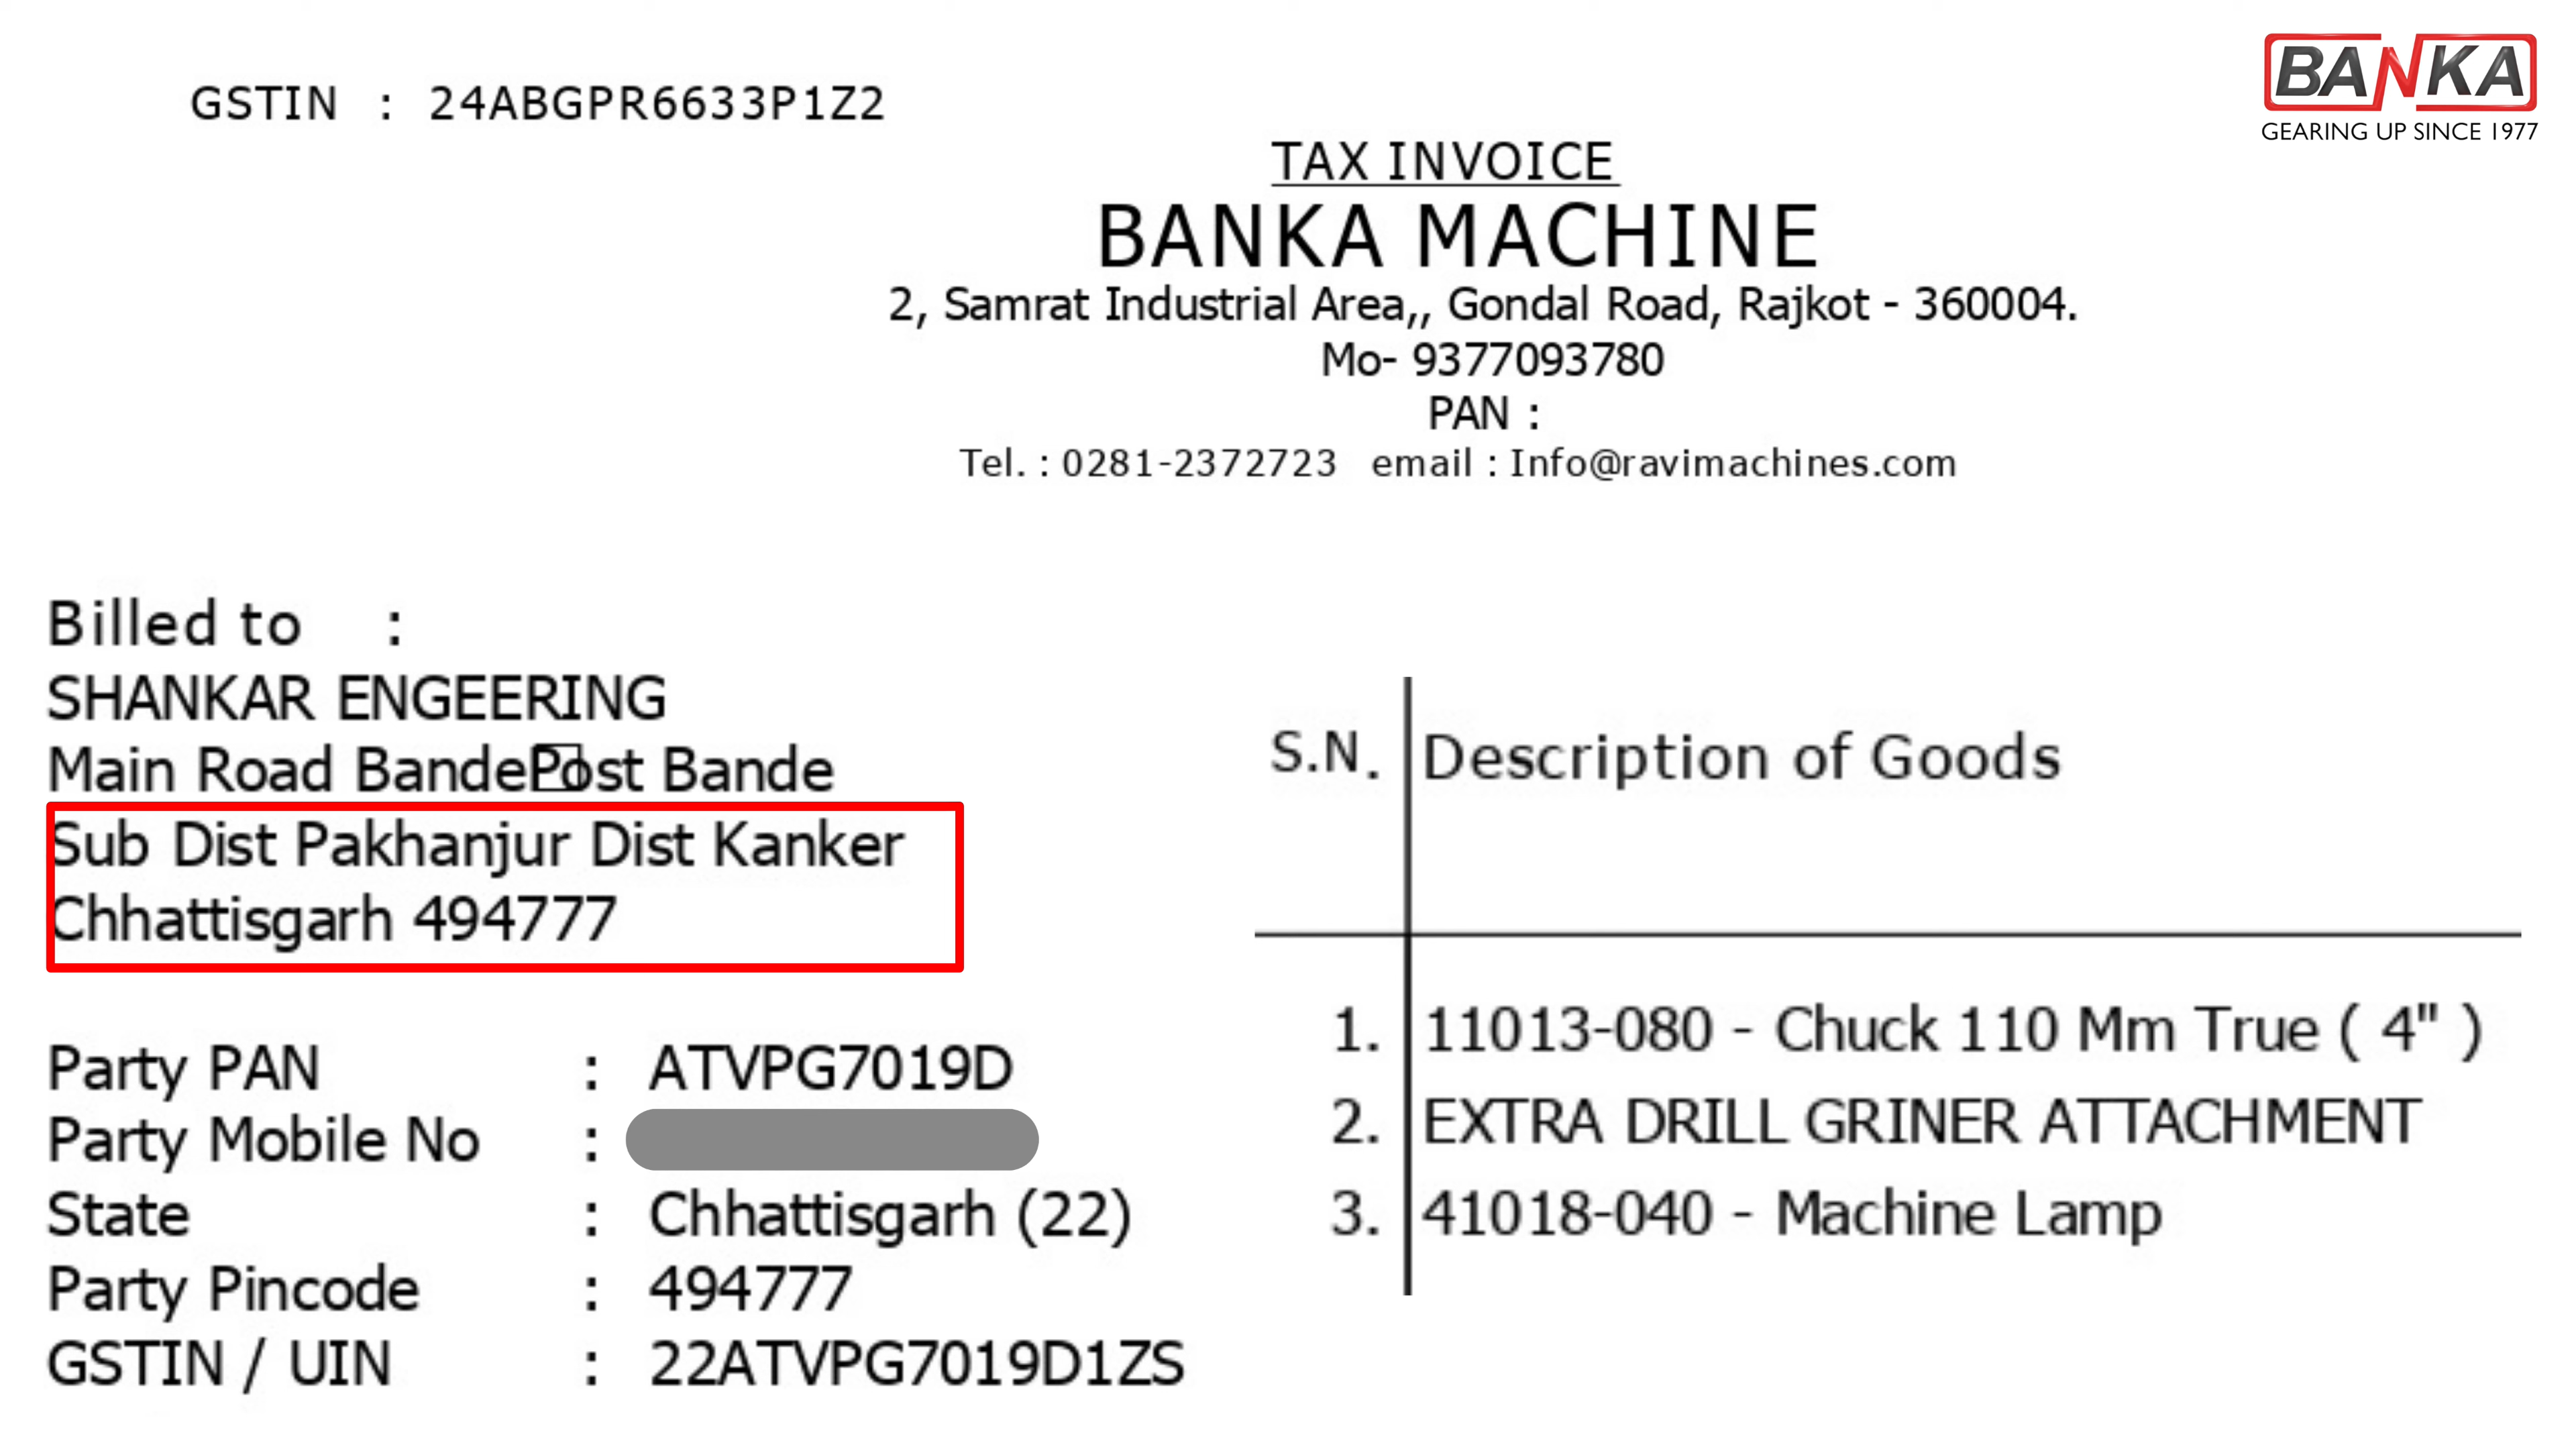 BANKA
GEARING UP SINCE 1977
GSTIN : 24ABGPR6633P1Z2
TAX INVOICE
BANKA MACHINE
2, Samrat Industrial Area,, Gondal Road, Rajkot - 360004.
Mo- 9377093780
PAN :
Tel. : 0281-2372723 email : Info@ravimachines.com
Billed to :
SHANKAR ENGEERING
Main Road Bande Post Bande
Sub Dist Pakhanjur Dist Kanker
Chhattisgarh 494777
Party PAN : ATVPG7019D
Party Mobile No :
State : Chhattisgarh (22)
Party Pincode : 494777
GSTIN / UIN : 22ATVPG7019D1ZS
S.N. Description of Goods
1. 11013-080 - Chuck 110 Mm True ( 4" )
2. EXTRA DRILL GRINER ATTACHMENT
3. 41018-040 - Machine Lamp